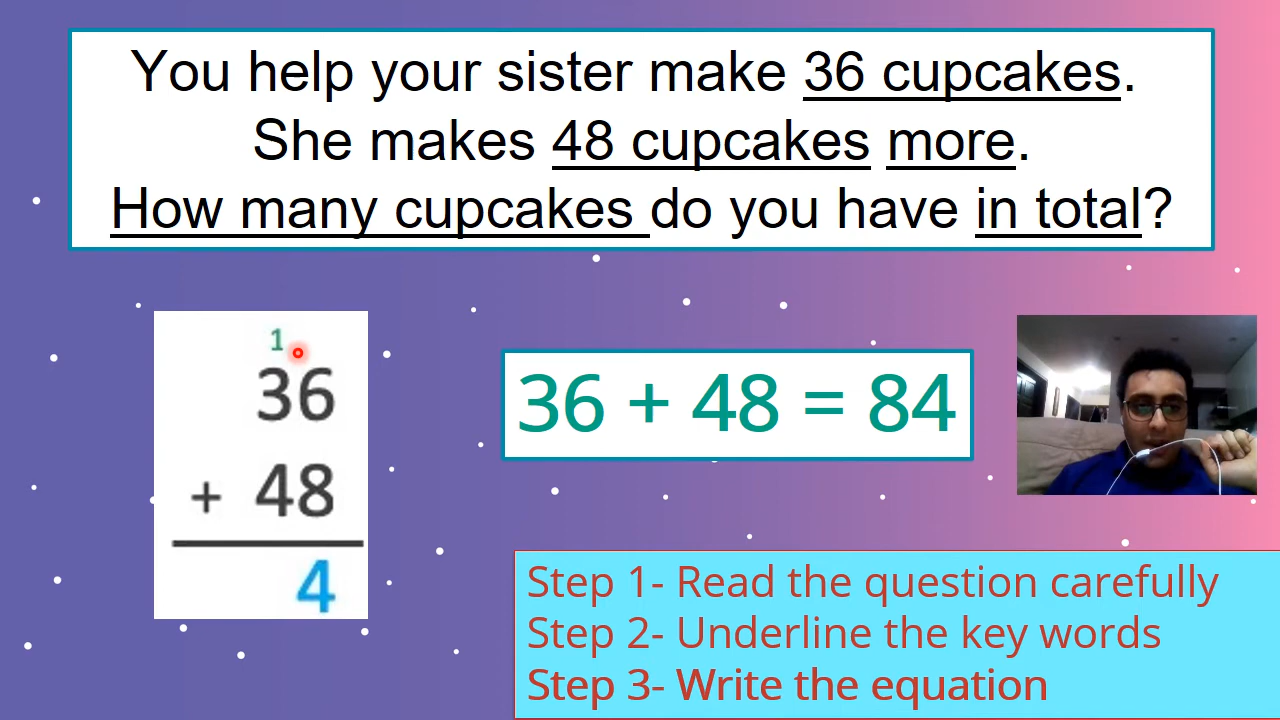 You help your sister make 36 cupcakes.
She makes 48 cupcakes more.
How many cupcakes do you have in total?
1
36
+ 48
4
36 + 48 = 84
Step 1- Read the question carefully
Step 2- Underline the key words
Step 3- Write the equation